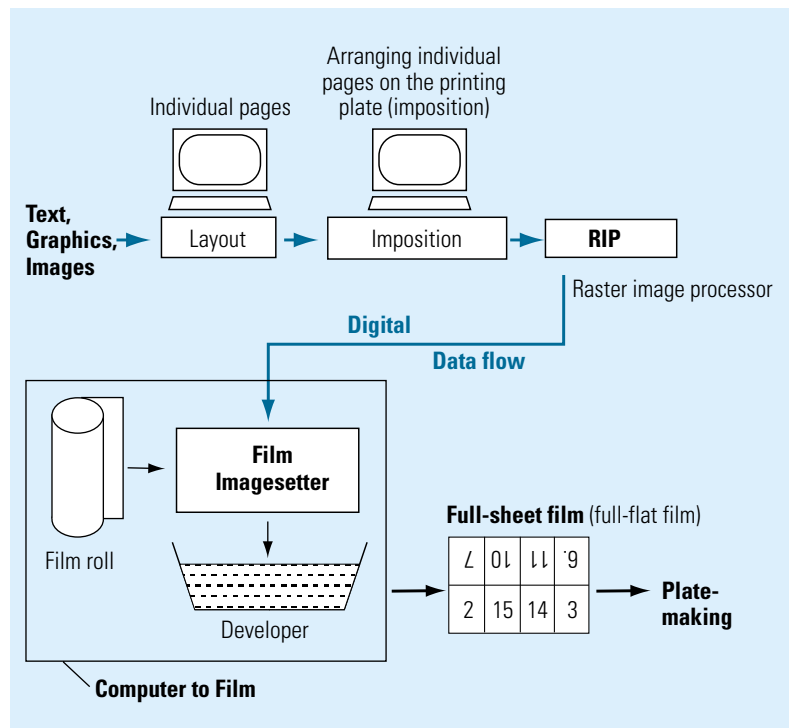 Arranging individual
pages on the printing
plate (imposition)
Individual pages
Text,
Graphics,
Images
Layout
Imposition
RIP
Raster image processor
Digital
Data flow
Film
Imagesetter
Film roll
Developer
Full-sheet film (full-flat film)
7 10 11 6.
2 15 14 3
Plate-
making
Computer to Film